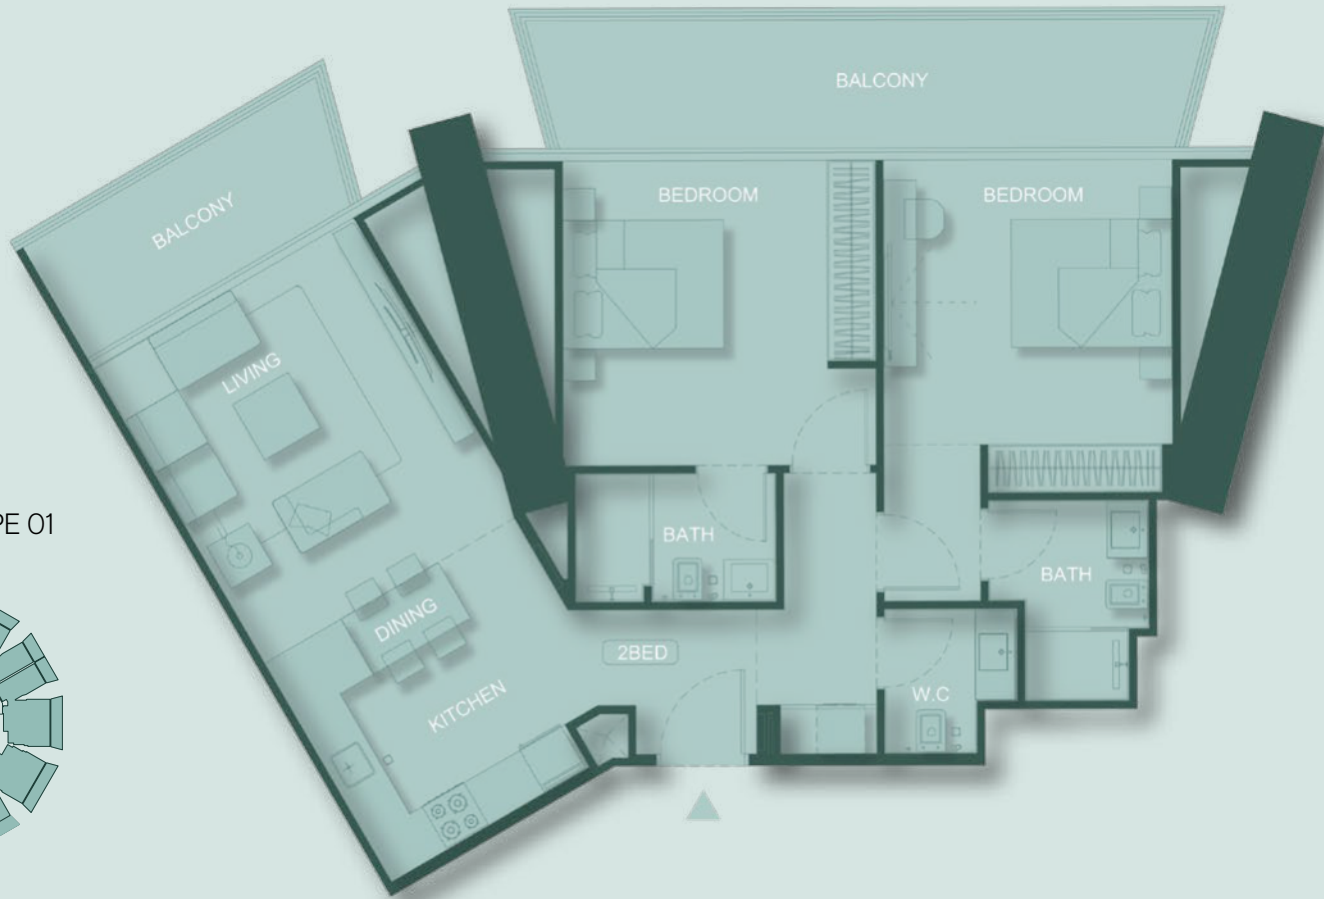 BALCONY
BALCONY
BEDROOM
BEDROOM
LIVING
PE 01
BATH
BATH
DINING
2BED
KITCHEN
W.C